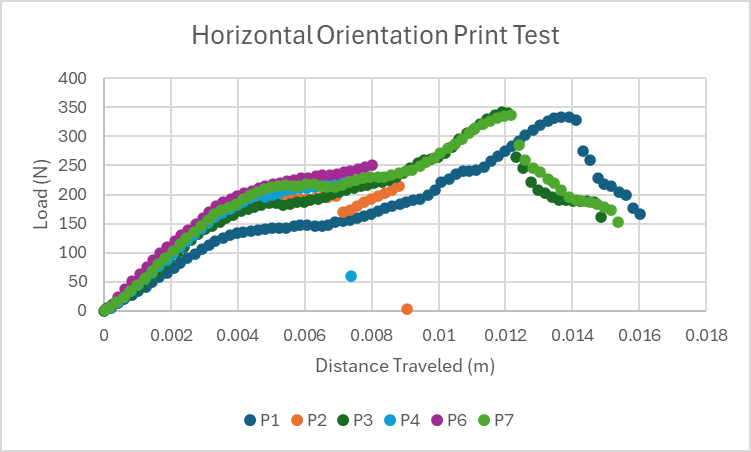 Horizontal Orientation Print Test
400
350
300
250
200
150
100
50
0
Load (N)
0 0.002 0.004 0.006 0.008 0.01 0.012 0.014 0.016 0.018
Distance Traveled (m)
P1 P2 P3 P4 P6 P7